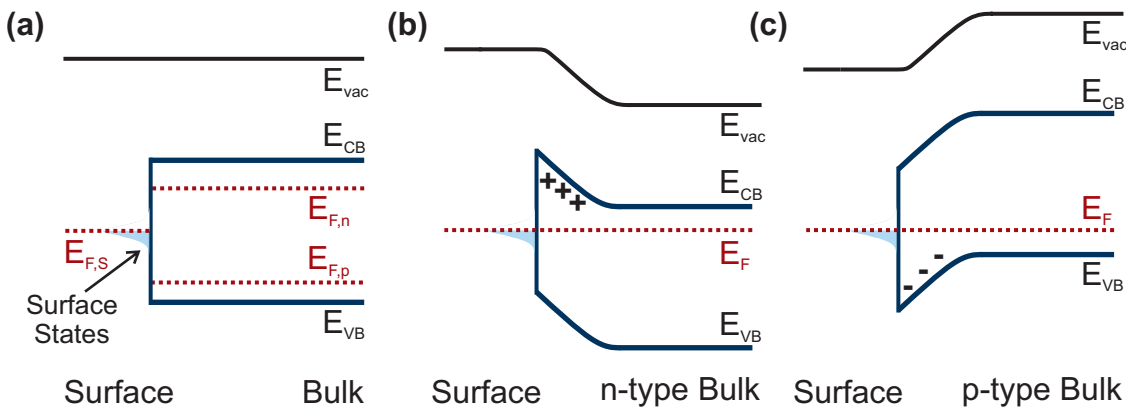 (a)
E_vac
E_CB
E_F,n
E_F,S
E_F,p
Surface
States
E_VB
Surface
Bulk
(b)
E_vac
E_CB
+ + +
E_F
E_VB
Surface
n-type Bulk
(c)
E_vac
E_CB
E_F
E_VB
- - -
Surface
p-type Bulk